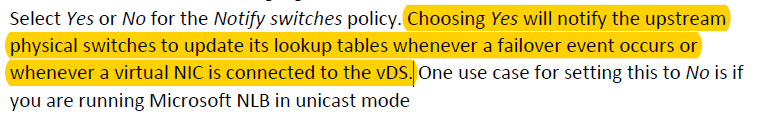 Select Yes or No for the Notify switches policy. Choosing Yes will notify the upstream
physical switches to update its lookup tables whenever a failover event occurs or
whenever a virtual NIC is connected to the vDS. One use case for setting this to No is if
you are running Microsoft NLB in unicast mode